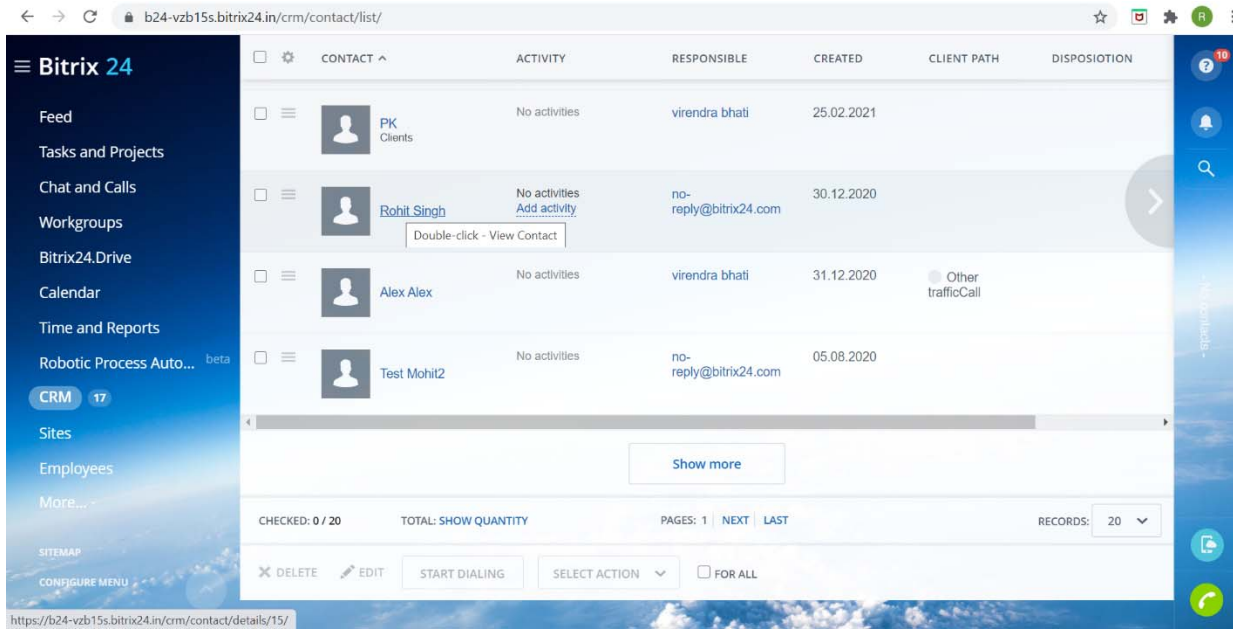 b24-vzb15s.bitrix24.in/crm/contact/list/
R
Bitrix 24
Feed
Tasks and Projects
Chat and Calls
Workgroups
Bitrix24.Drive
Calendar
Time and Reports
Robotic Process Auto... beta
CRM 17
Sites
Employees
More...
SITEMAP
CONFIGURE MENU
CONTACT ACTIVITY RESPONSIBLE CREATED CLIENT PATH DISPOSIOTION
PK No activities virendra bhati 25.02.2021
Clients
Rohit Singh No activities no- 30.12.2020
Add activity reply@bitrix24.com
Double-click - View Contact
Alex Alex No activities virendra bhati 31.12.2020 Other
trafficCall
Test Mohit2 No activities no- 05.08.2020
reply@bitrix24.com
Show more
CHECKED: 0 / 20 TOTAL: SHOW QUANTITY PAGES: 1 NEXT LAST RECORDS: 20
DELETE EDIT START DIALING SELECT ACTION FOR ALL
? 10
- No contacts -
https://b24-vzb15s.bitrix24.in/crm/contact/details/15/